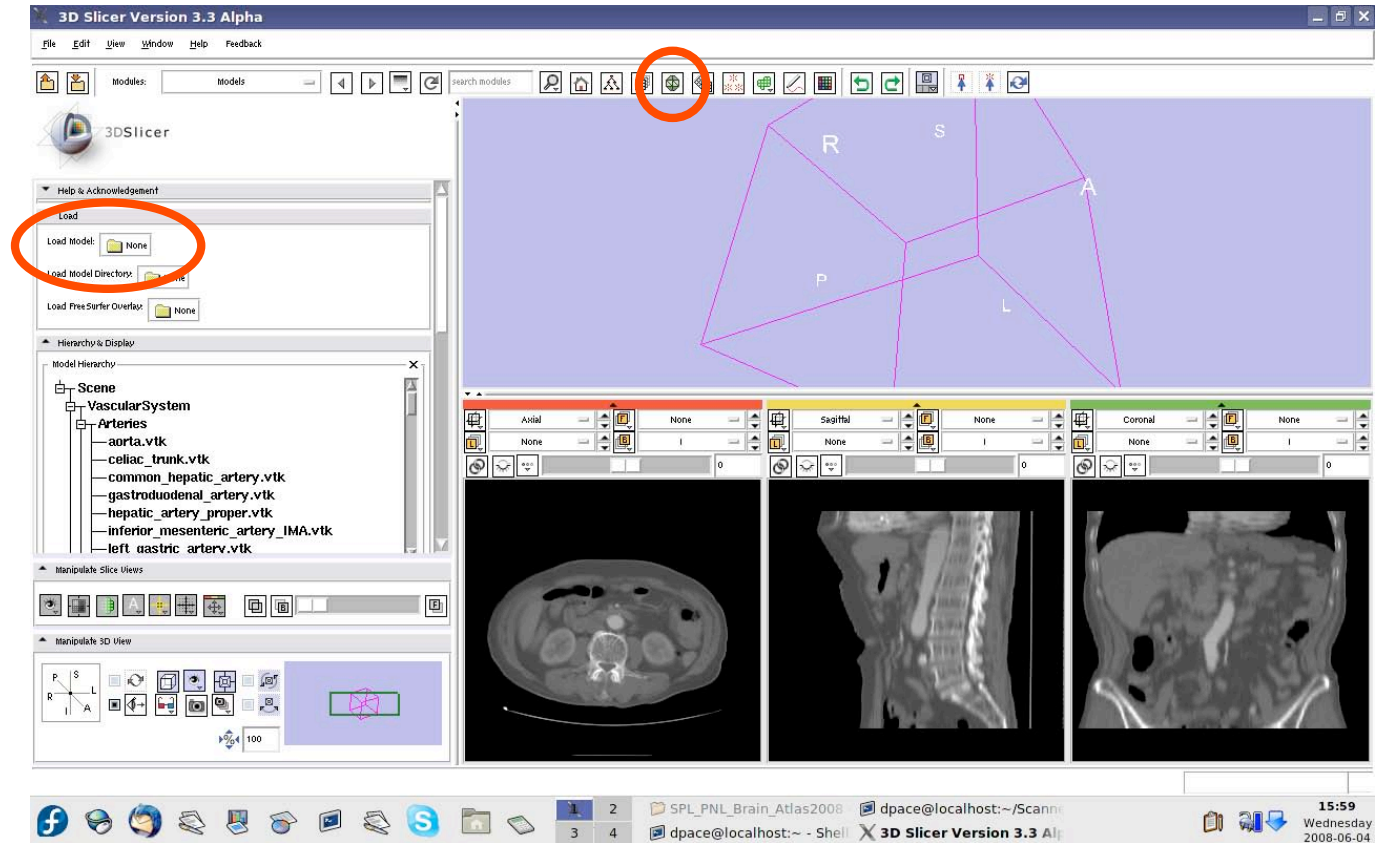 3D Slicer Version 3.3 Alpha
File Edit View Window Help Feedback
Modules: Models search modules
3DSlicer
Help & Acknowledgement
Load
Load Model: None
Load Model Directory: None
Load FreeSurfer Overlay: None
Hierarchy & Display
Model Hierarchy X
Scene
VascularSystem
Arteries
aorta.vtk
celiac_trunk.vtk
common_hepatic_artery.vtk
gastroduodenal_artery.vtk
hepatic_artery_proper.vtk
inferior_mesenteric_artery_IMA.vtk
left_gastric_artery.vtk
Manipulate Slice Views
A B F
Manipulate 3D View
P S
R L
I A
% 100
R S A
P L
Axial F None
L None B I
0
Sagittal F None
L None B I
0
Coronal F None
L None B I
0
1 2
3 4
SPL_PNL_Brain_Atlas2008
dpace@localhost:~/Scann
dpace@localhost:~ - Shell
3D Slicer Version 3.3 Alp
15:59
Wednesday
2008-06-04